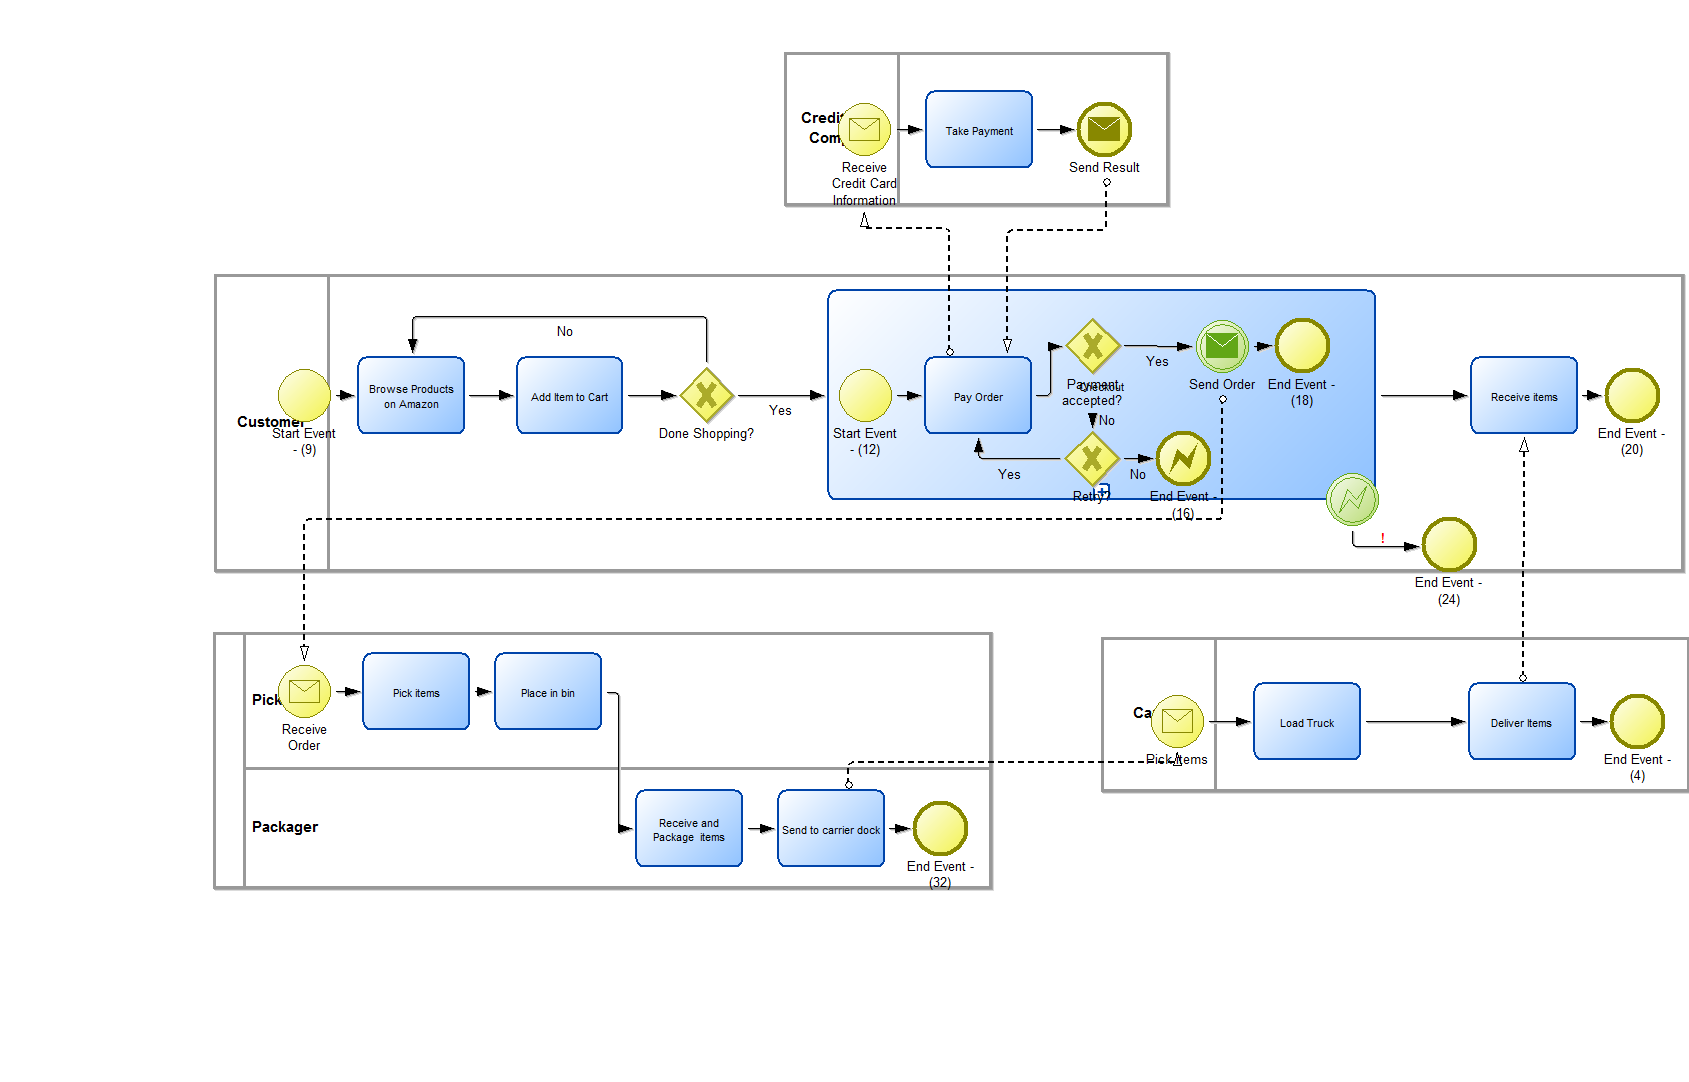 Credi
Com
Receive
Credit Card
Information
Take Payment
Send Result
Customer
Start Event
- (9)
Browse Products
on Amazon
No
Add Item to Cart
Done Shopping?
Yes
Start Event
- (12)
Pay Order
Payment
accepted?
Checkout
Yes
No
Send Order
End Event -
(18)
Retry?
Yes
No
End Event -
(16)
!
End Event -
(24)
Receive items
End Event -
(20)
Pick
Receive
Order
Pick items
Place in bin
Packager
Receive and
Package items
Send to carrier dock
End Event -
(32)
Ca
Pick Items
Load Truck
Deliver Items
End Event -
(4)